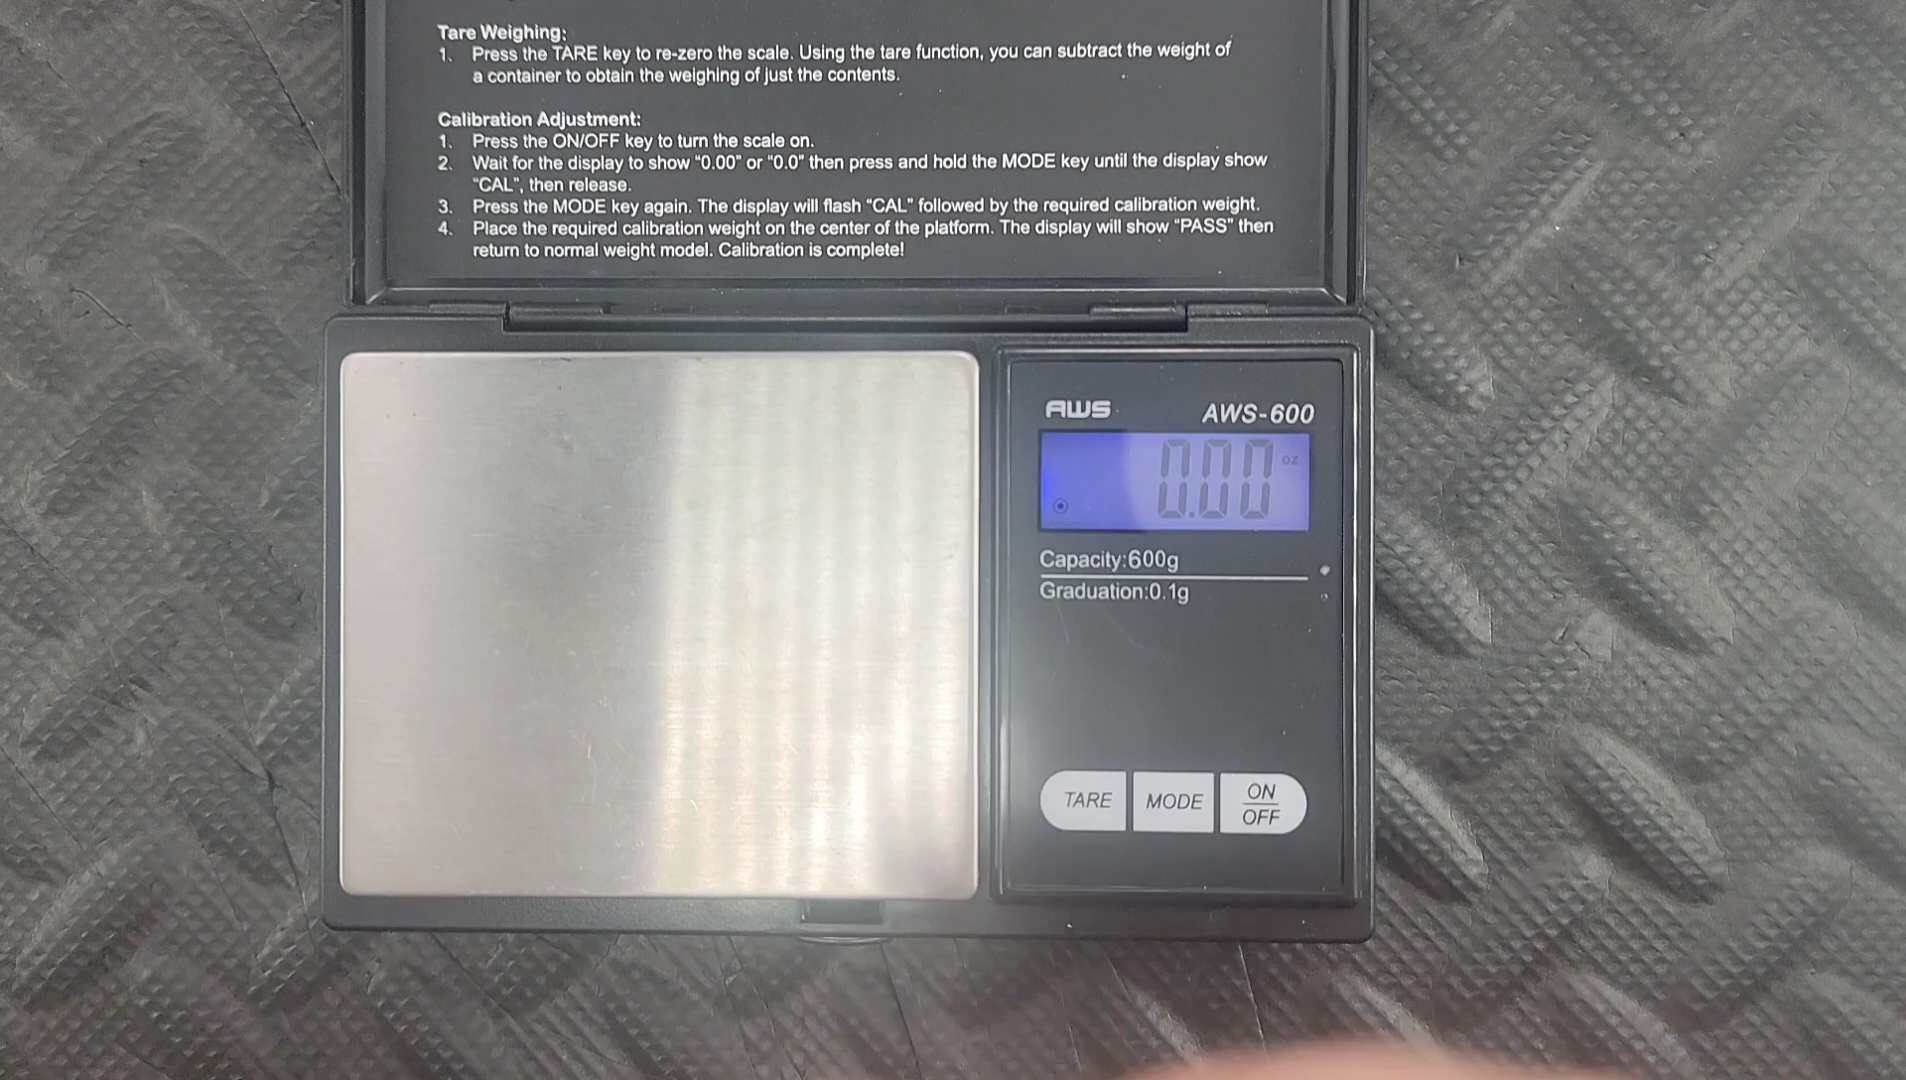 Tare Weighing:
1. Press the TARE key to re-zero the scale. Using the tare function, you can subtract the weight of
a container to obtain the weighing of just the contents.
Calibration Adjustment:
1. Press the ON/OFF key to turn the scale on.
2. Wait for the display to show “0.00” or “0.0” then press and hold the MODE key until the display show
“CAL”, then release.
3. Press the MODE key again. The display will flash “CAL” followed by the required calibration weight.
4. Place the required calibration weight on the center of the platform. The display will show “PASS” then
return to normal weight model. Calibration is complete!
AWS AWS-600
0.00 oz
Capacity:600g
Graduation:0.1g
TARE MODE ON
OFF